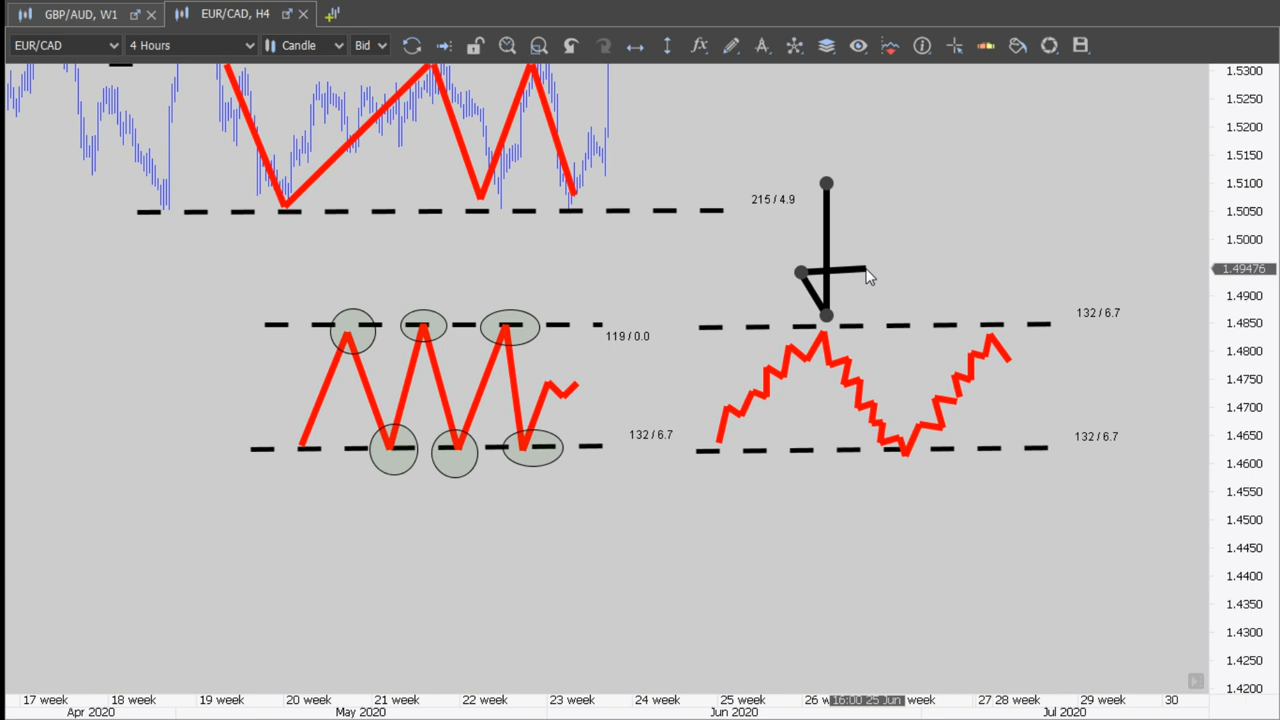 GBP/AUD, W1
EUR/CAD, H4
EUR/CAD
4 Hours
Candle
Bid
1.5300
1.5250
1.5200
1.5150
1.5100
1.5050
1.5000
1.49476
1.4900
1.4850
1.4800
1.4750
1.4700
1.4650
1.4600
1.4550
1.4500
1.4450
1.4400
1.4350
1.4300
1.4250
1.4200
215 / 4.9
132 / 6.7
119 / 0.0
132 / 6.7
132 / 6.7
17 week
18 week
19 week
20 week
21 week
22 week
23 week
24 week
25 week
26 w
16:00 25 Jun
week
27 28 week
29 week
30
Apr 2020
May 2020
Jun 2020
Jul 2020